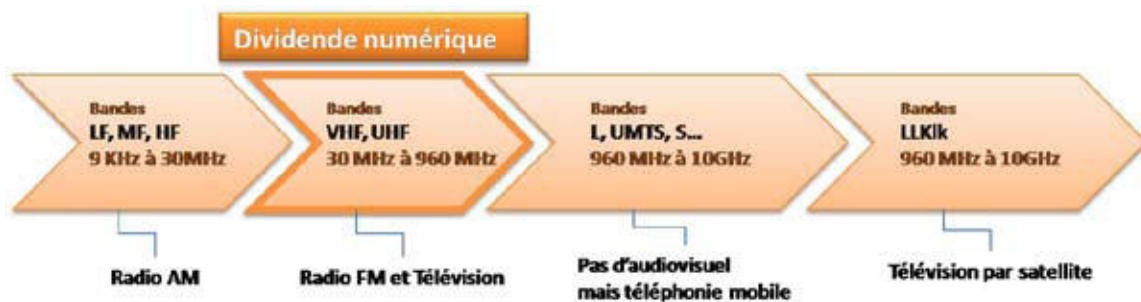 Dividende numérique
Bandes
LF, MF, HF
9 KHz à 30MHz
Bandes
VHF, UHF
30 MHz à 960 MHz
Bandes
L, UMTS, S...
960 MHz à 10GHz
Bandes
LLKlk
960 MHz à 10GHz
Radio AM
Radio FM et Télévision
Pas d'audiovisuel
mais téléphonie mobile
Télévision par satellite